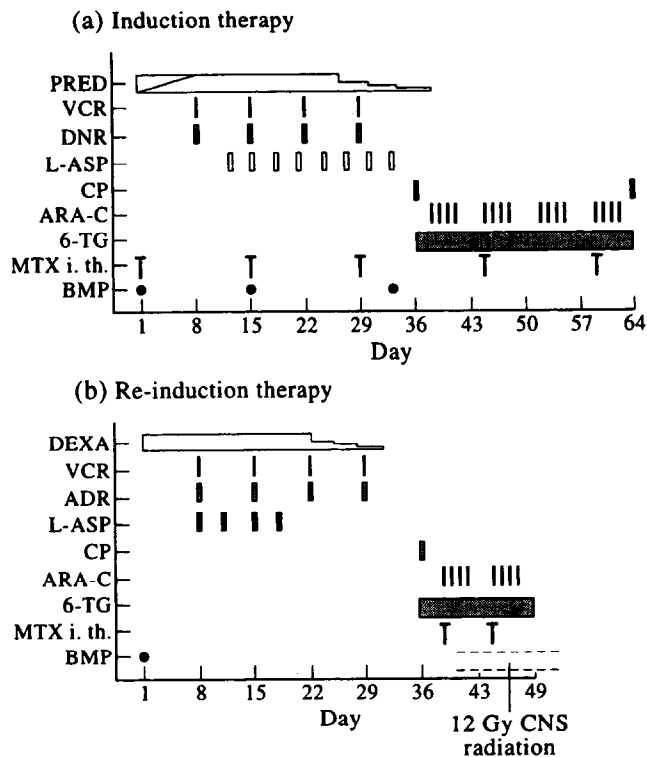 (a) Induction therapy
PRED
VCR
DNR
L-ASP
CP
ARA-C
6-TG
MTX i. th.
BMP
1 8 15 22 29 36 43 50 57 64
Day
(b) Re-induction therapy
DEXA
VCR
ADR
L-ASP
CP
ARA-C
6-TG
MTX i. th.
BMP
1 8 15 22 29 36 43 49
Day
12 Gy CNS
radiation